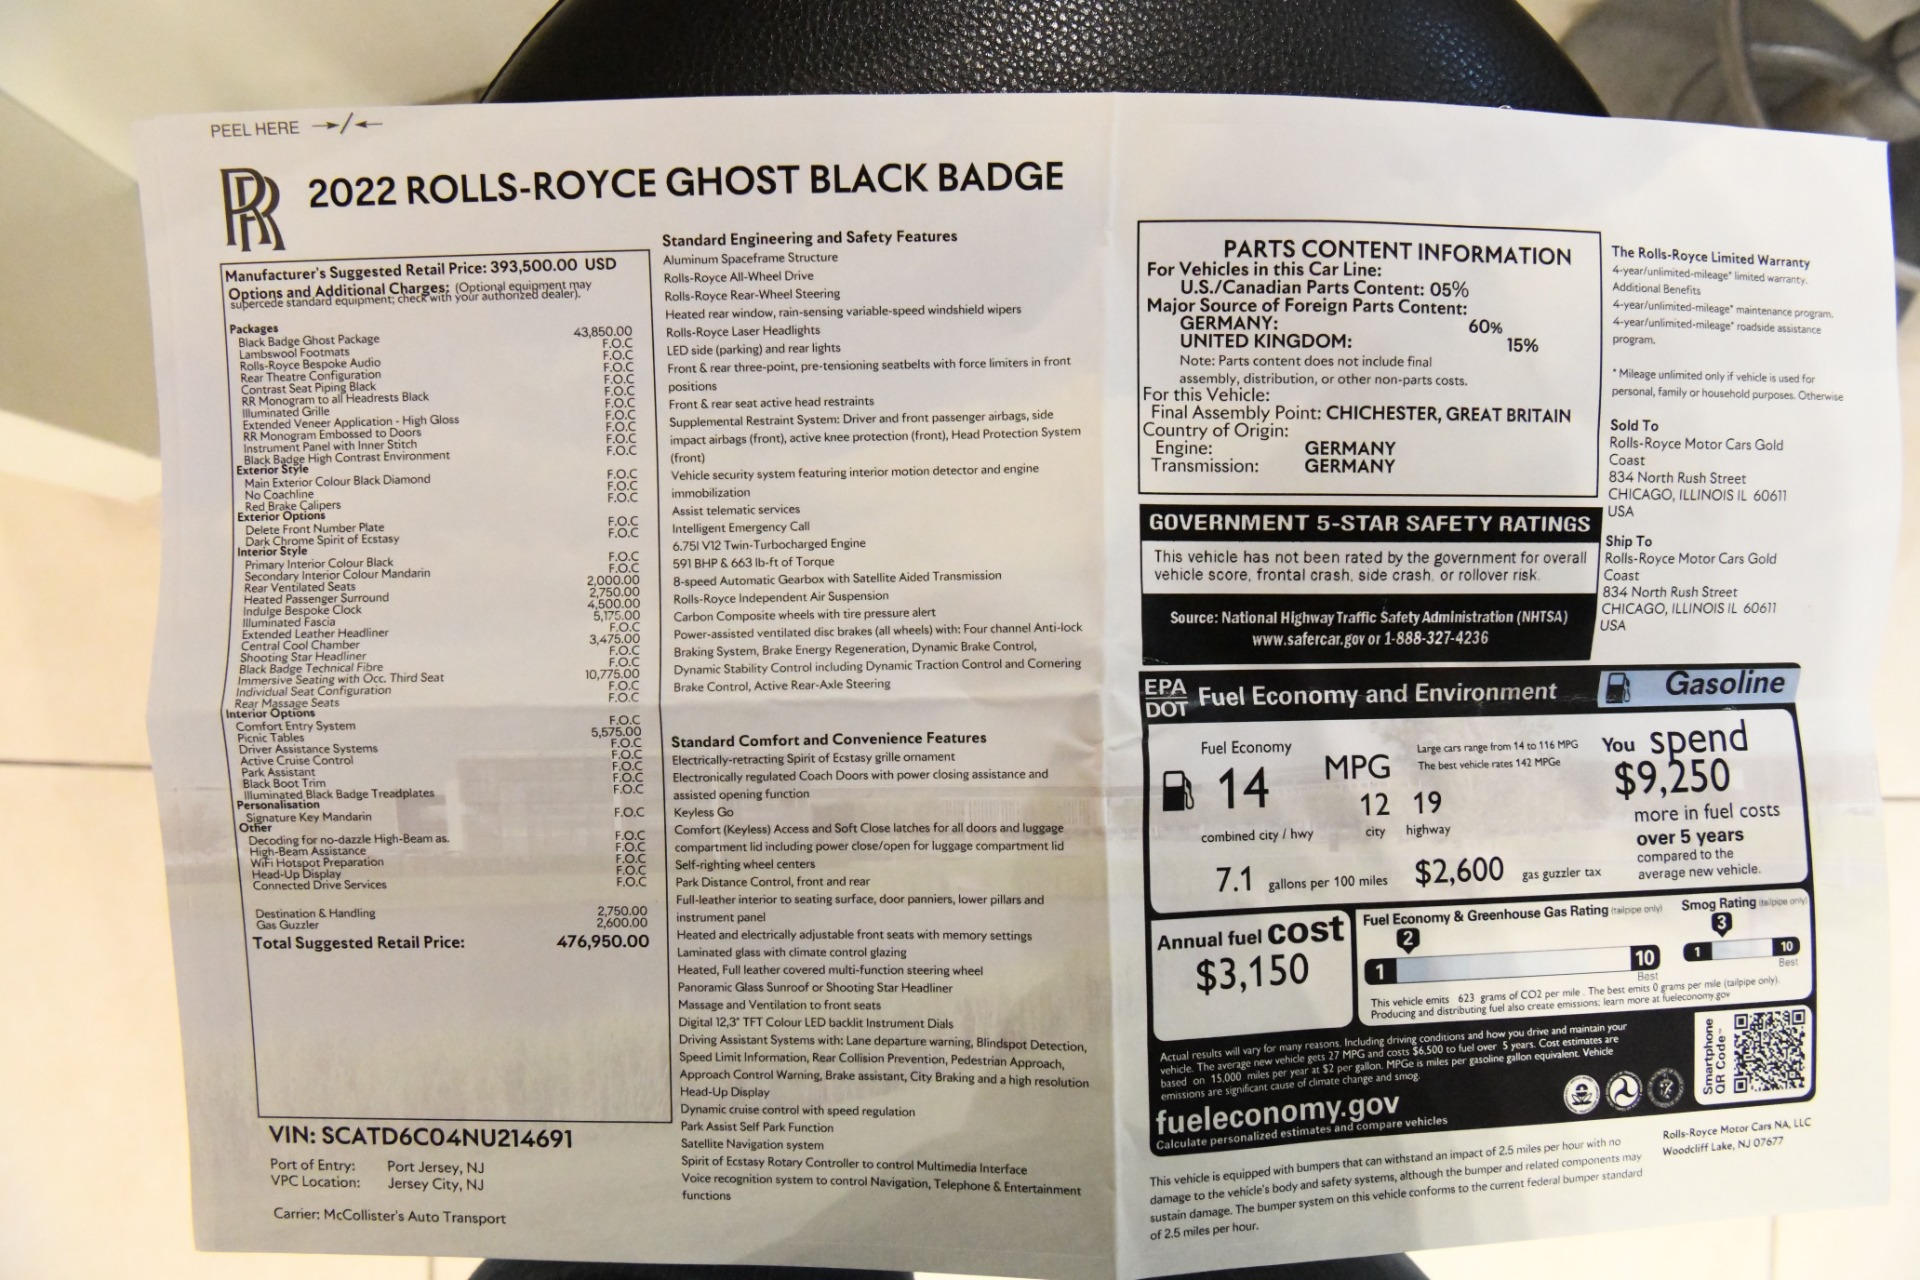 PEEL HERE →/←
RR
2022 ROLLS-ROYCE GHOST BLACK BADGE
Manufacturer's Suggested Retail Price: 393,500.00 USD
Options and Additional Charges; (Optional equipment may
supercede standard equipment; check with your authorized dealer).
Packages
Black Badge Ghost Package 43,850.00
Lambswool Footmats F.O.C
Rolls-Royce Bespoke Audio F.O.C
Rear Theatre Configuration F.O.C
Contrast Seat Piping Black F.O.C
RR Monogram to all Headrests Black F.O.C
Illuminated Grille F.O.C
Extended Veneer Application - High Gloss F.O.C
RR Monogram Embossed to Doors F.O.C
Instrument Panel with Inner Stitch F.O.C
Black Badge High Contrast Environment F.O.C
Exterior Style
Main Exterior Colour Black Diamond F.O.C
No Coachline F.O.C
Red Brake Calipers F.O.C
Exterior Options
Delete Front Number Plate F.O.C
Dark Chrome Spirit of Ecstasy F.O.C
Interior Style
Primary Interior Colour Black F.O.C
Secondary Interior Colour Mandarin F.O.C
Rear Ventilated Seats 2,000.00
Heated Passenger Surround 2,750.00
Indulge Bespoke Clock 4,500.00
Illuminated Fascia 5,175.00
Extended Leather Headliner F.O.C
Central Cool Chamber 3,475.00
Shooting Star Headliner F.O.C
Black Badge Technical Fibre F.O.C
Immersive Seating with Occ. Third Seat 10,775.00
Individual Seat Configuration F.O.C
Rear Massage Seats F.O.C
Interior Options
Comfort Entry System F.O.C
Picnic Tables 5,575.00
Driver Assistance Systems F.O.C
Active Cruise Control F.O.C
Park Assistant F.O.C
Black Boot Trim F.O.C
Illuminated Black Badge Treadplates F.O.C
Personalisation
Signature Key Mandarin F.O.C
Other
Decoding for no-dazzle High-Beam as. F.O.C
High-Beam Assistance F.O.C
WiFi Hotspot Preparation F.O.C
Head-Up Display F.O.C
Connected Drive Services F.O.C
Destination & Handling 2,750.00
Gas Guzzler 2,600.00
Total Suggested Retail Price: 476,950.00
VIN: SCATD6C04NU214691
Port of Entry: Port Jersey, NJ
VPC Location: Jersey City, NJ
Carrier: McCollister's Auto Transport
Standard Engineering and Safety Features
Aluminum Spaceframe Structure
Rolls-Royce All-Wheel Drive
Rolls-Royce Rear-Wheel Steering
Heated rear window, rain-sensing variable-speed windshield wipers
Rolls-Royce Laser Headlights
LED side (parking) and rear lights
Front & rear three-point, pre-tensioning seatbelts with force limiters in front
positions
Front & rear seat active head restraints
Supplemental Restraint System: Driver and front passenger airbags, side
impact airbags (front), active knee protection (front), Head Protection System
(front)
Vehicle security system featuring interior motion detector and engine
immobilization
Assist telematic services
Intelligent Emergency Call
6.75l V12 Twin-Turbocharged Engine
591 BHP & 663 lb-ft of Torque
8-speed Automatic Gearbox with Satellite Aided Transmission
Rolls-Royce Independent Air Suspension
Carbon Composite wheels with tire pressure alert
Power-assisted ventilated disc brakes (all wheels) with: Four channel Anti-lock
Braking System, Brake Energy Regeneration, Dynamic Brake Control,
Dynamic Stability Control including Dynamic Traction Control and Cornering
Brake Control, Active Rear-Axle Steering
Standard Comfort and Convenience Features
Electrically-retracting Spirit of Ecstasy grille ornament
Electronically regulated Coach Doors with power closing assistance and
assisted opening function
Keyless Go
Comfort (Keyless) Access and Soft Close latches for all doors and luggage
compartment lid including power close/open for luggage compartment lid
Self-righting wheel centers
Park Distance Control, front and rear
Full-leather interior to seating surface, door panniers, lower pillars and
instrument panel
Heated and electrically adjustable front seats with memory settings
Laminated glass with climate control glazing
Heated, Full leather covered multi-function steering wheel
Panoramic Glass Sunroof or Shooting Star Headliner
Massage and Ventilation to front seats
Digital 12,3" TFT Colour LED backlit Instrument Dials
Driving Assistant Systems with: Lane departure warning, Blindspot Detection,
Speed Limit Information, Rear Collision Prevention, Pedestrian Approach,
Approach Control Warning, Brake assistant, City Braking and a high resolution
Head-Up Display
Dynamic cruise control with speed regulation
Park Assist Self Park Function
Satellite Navigation system
Spirit of Ecstasy Rotary Controller to control Multimedia Interface
Voice recognition system to control Navigation, Telephone & Entertainment
functions
PARTS CONTENT INFORMATION
For Vehicles in this Car Line:
U.S./Canadian Parts Content: 05%
Major Source of Foreign Parts Content:
GERMANY: 60%
UNITED KINGDOM: 15%
Note: Parts content does not include final
assembly, distribution, or other non-parts costs.
For this Vehicle:
Final Assembly Point: CHICHESTER, GREAT BRITAIN
Country of Origin:
Engine: GERMANY
Transmission: GERMANY
GOVERNMENT 5-STAR SAFETY RATINGS
This vehicle has not been rated by the government for overall
vehicle score, frontal crash, side crash, or rollover risk.
Source: National Highway Traffic Safety Administration (NHTSA)
www.safercar.gov or 1-888-327-4236
The Rolls-Royce Limited Warranty
4-year/unlimited-mileage* limited warranty.
Additional Benefits
4-year/unlimited-mileage* maintenance program.
4-year/unlimited-mileage* roadside assistance
program.
* Mileage unlimited only if vehicle is used for
personal, family or household purposes. Otherwise
Sold To
Rolls-Royce Motor Cars Gold
Coast
834 North Rush Street
CHICAGO, ILLINOIS IL 60611
USA
Ship To
Rolls-Royce Motor Cars Gold
Coast
834 North Rush Street
CHICAGO, ILLINOIS IL 60611
USA
EPA
DOT
Fuel Economy and Environment
Gasoline
Fuel Economy
14
combined city / hwy
MPG
12 19
city highway
Large cars range from 14 to 116 MPG
The best vehicle rates 142 MPGe
7.1 gallons per 100 miles
$2,600 gas guzzler tax
You spend
$9,250
more in fuel costs
over 5 years
compared to the
average new vehicle.
Annual fuel cost
$3,150
Fuel Economy & Greenhouse Gas Rating (tailpipe only)
2
1 10
Best
Smog Rating (tailpipe only)
3
1 10
Best
This vehicle emits 623 grams of CO2 per mile. The best emits 0 grams per mile (tailpipe only).
Producing and distributing fuel also create emissions; learn more at fueleconomy.gov
Actual results will vary for many reasons. Including driving conditions and how you drive and maintain your
vehicle. The average new vehicle gets 27 MPG and costs $6,500 to fuel over 5 years. Cost estimates are
based on 15,000 miles per year at $2 per gallon. MPGe is miles per gasoline gallon equivalent. Vehicle
emissions are significant cause of climate change and smog.
fueleconomy.gov
Calculate personalized estimates and compare vehicles
Smartphone
QR Code™
This vehicle is equipped with bumpers that can withstand an impact of 2.5 miles per hour with no
damage to the vehicle's body and safety systems, although the bumper and related components may
sustain damage. The bumper system on this vehicle conforms to the current federal bumper standard
of 2.5 miles per hour.
Rolls-Royce Motor Cars NA, LLC
Woodcliff Lake, NJ 07677